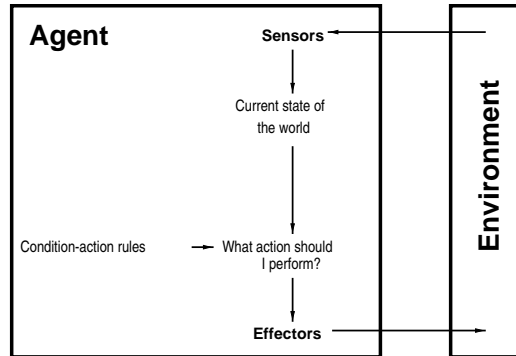 Agent
Sensors
Current state of
the world
Condition-action rules
What action should
I perform?
Effectors
Environment